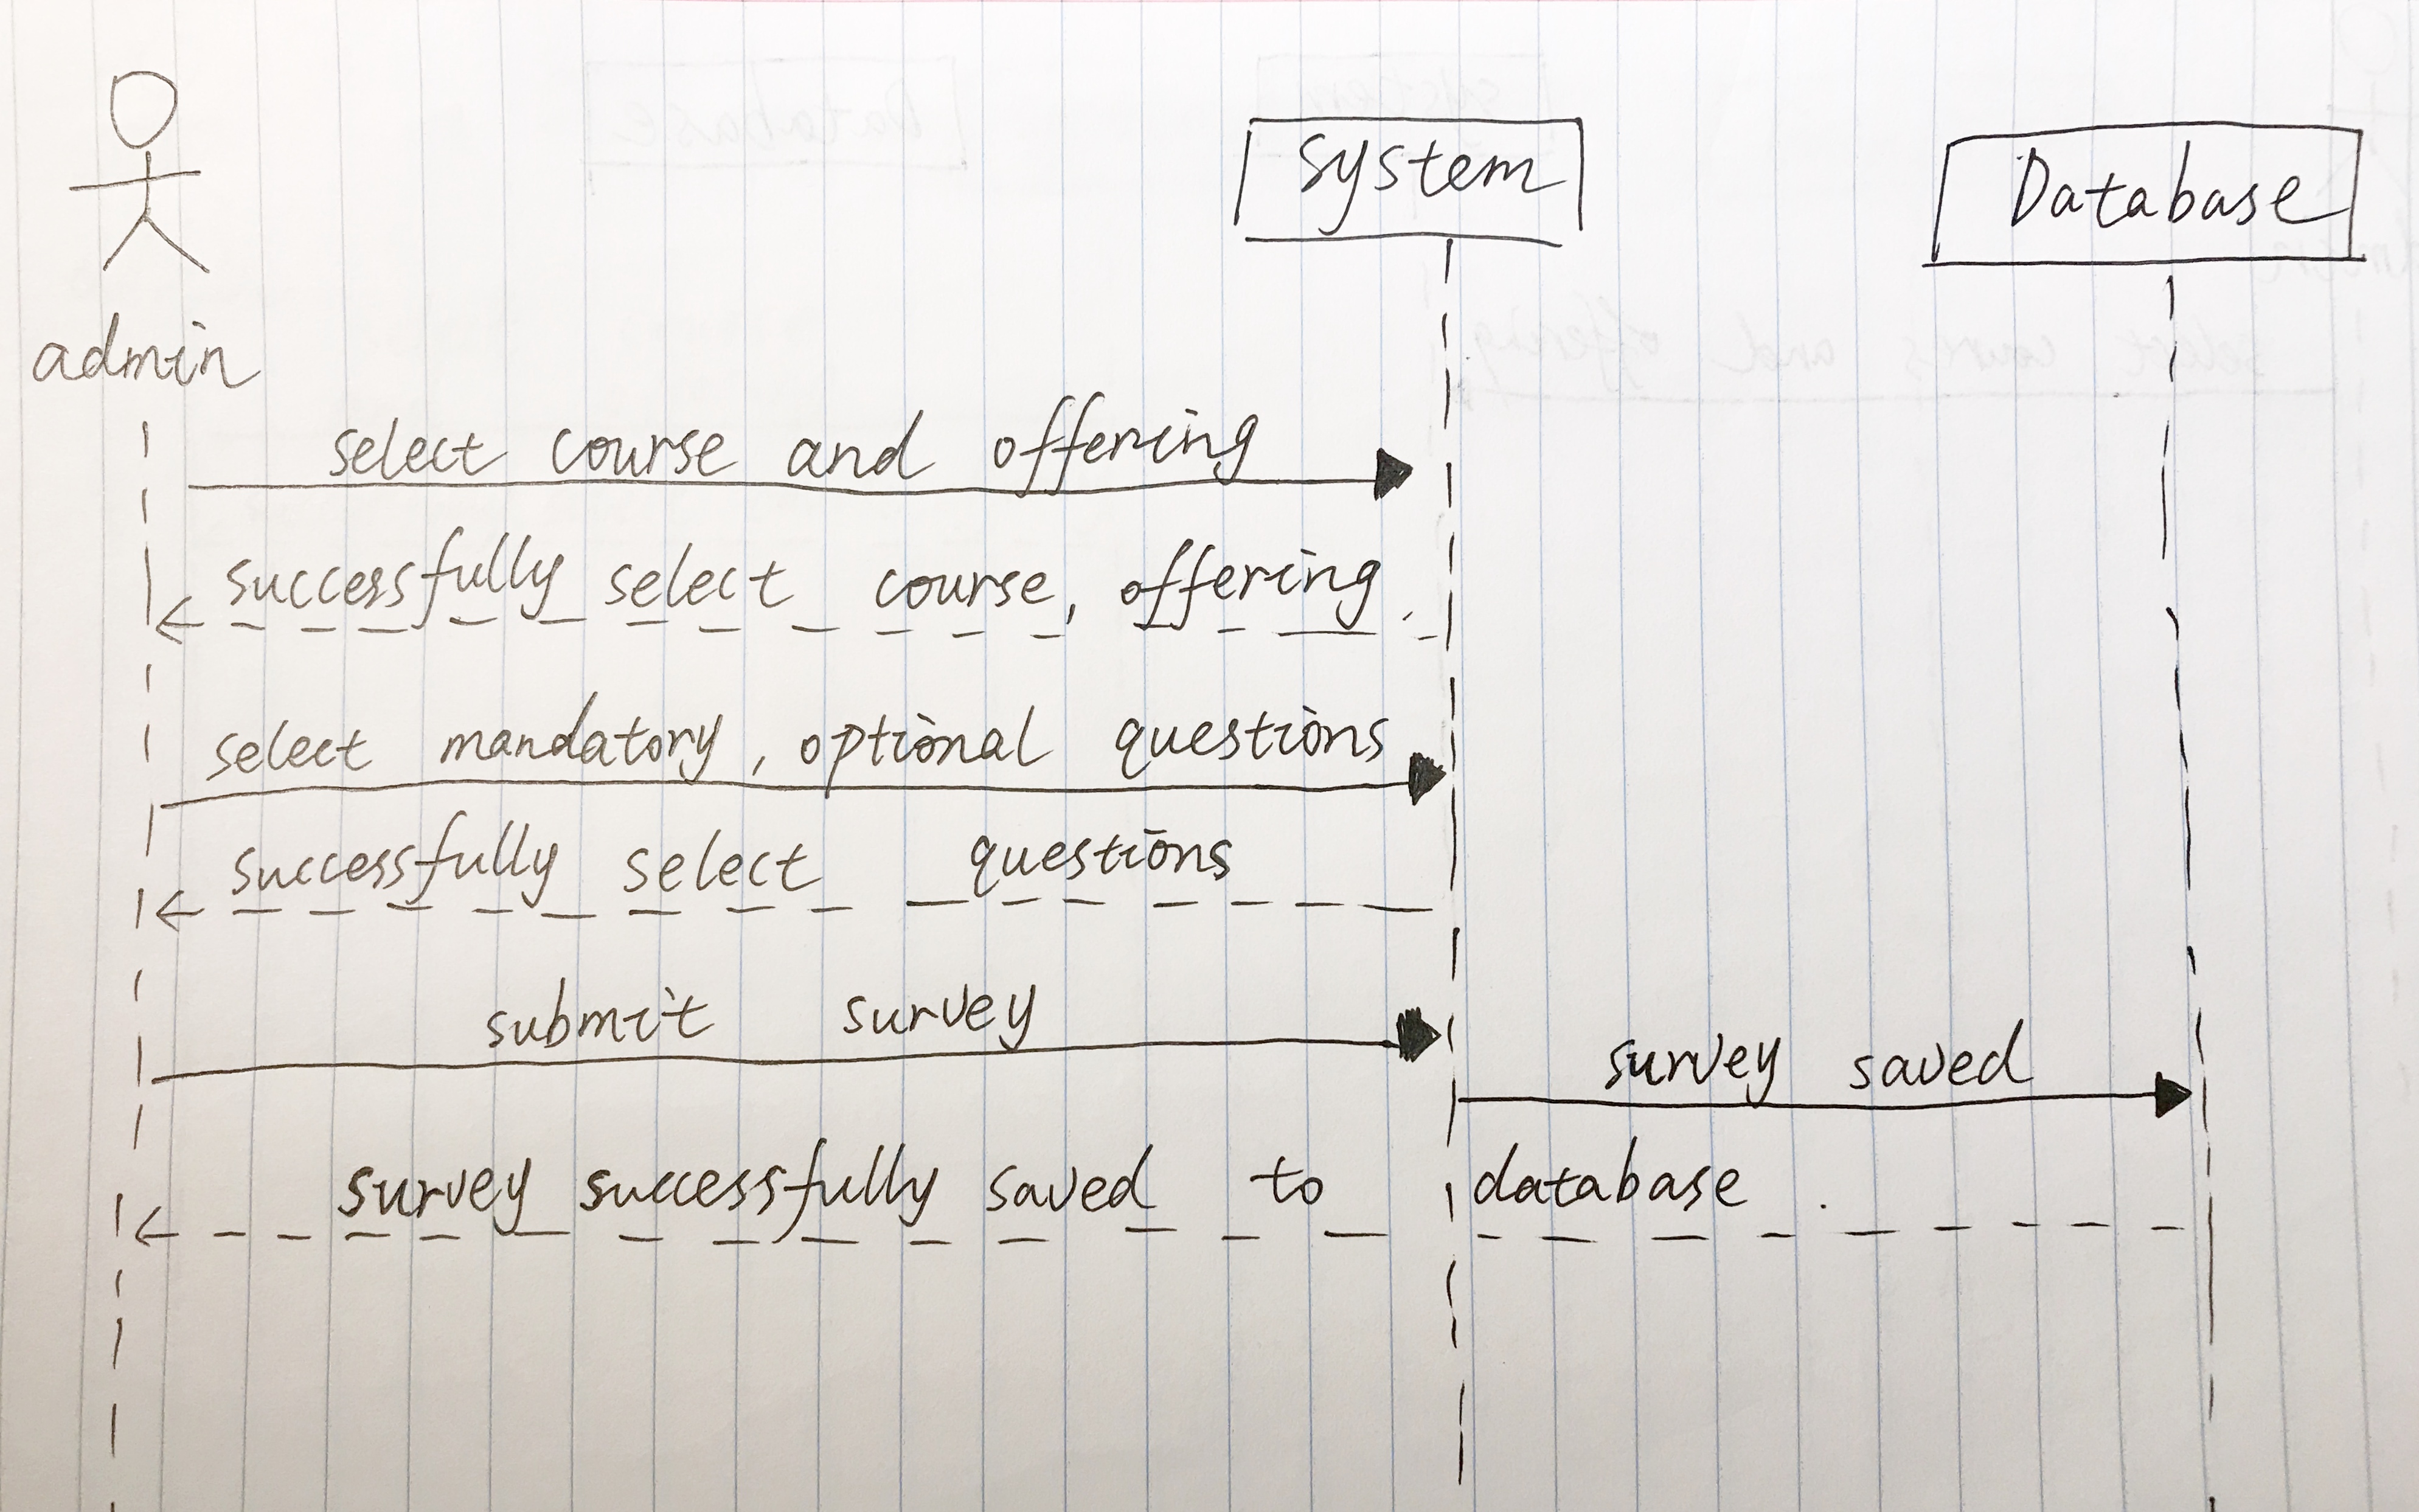 system
Database
admin
select course and offering
successfully select course, offering.
select mandatory, optional questions
successfully select questions
submit survey
survey saved
survey successfully saved to database.